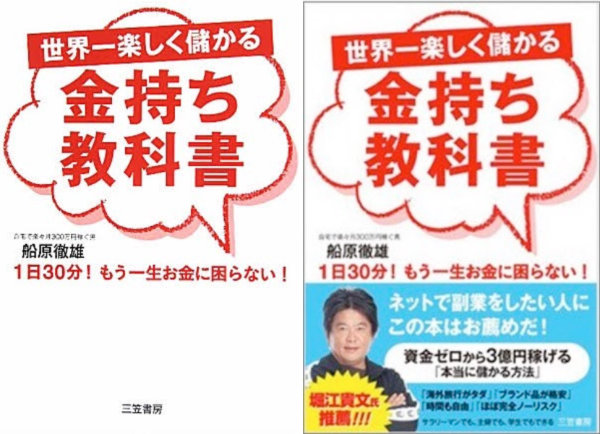 世界一楽しく儲かる
金持ち
教科書
自宅で楽々月300万円稼ぐ男
船原徹雄
1日30分！もう一生お金に困らない！
三笠書房
世界一楽しく儲かる
金持ち
教科書
自宅で楽々月300万円稼ぐ男
船原徹雄
1日30分！もう一生お金に困らない！
ネットで副業をしたい人に
この本はお薦めだ！
資金ゼロから3億円稼げる
「本当に儲かる方法」
堀江貴文氏
推薦!!!
「海外旅行がタダ」「ブランド品が格安」
「時間も自由」「ほぼ完全ノーリスク」
サラリーマンでも、主婦でも、学生でもできる
三笠書房